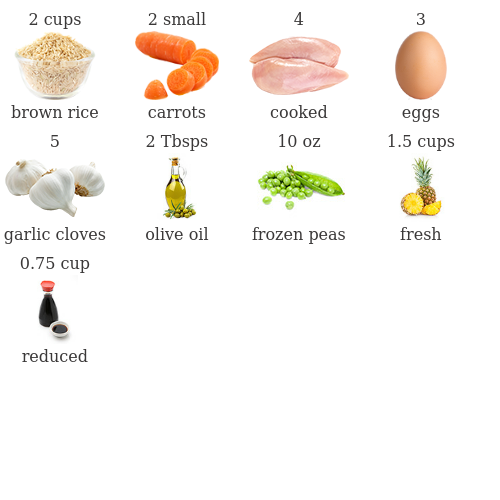 2 cups 2 small 4 3
brown rice carrots cooked eggs
5 2 Tbsps 10 oz 1.5 cups
garlic cloves olive oil frozen peas fresh
0.75 cup
reduced